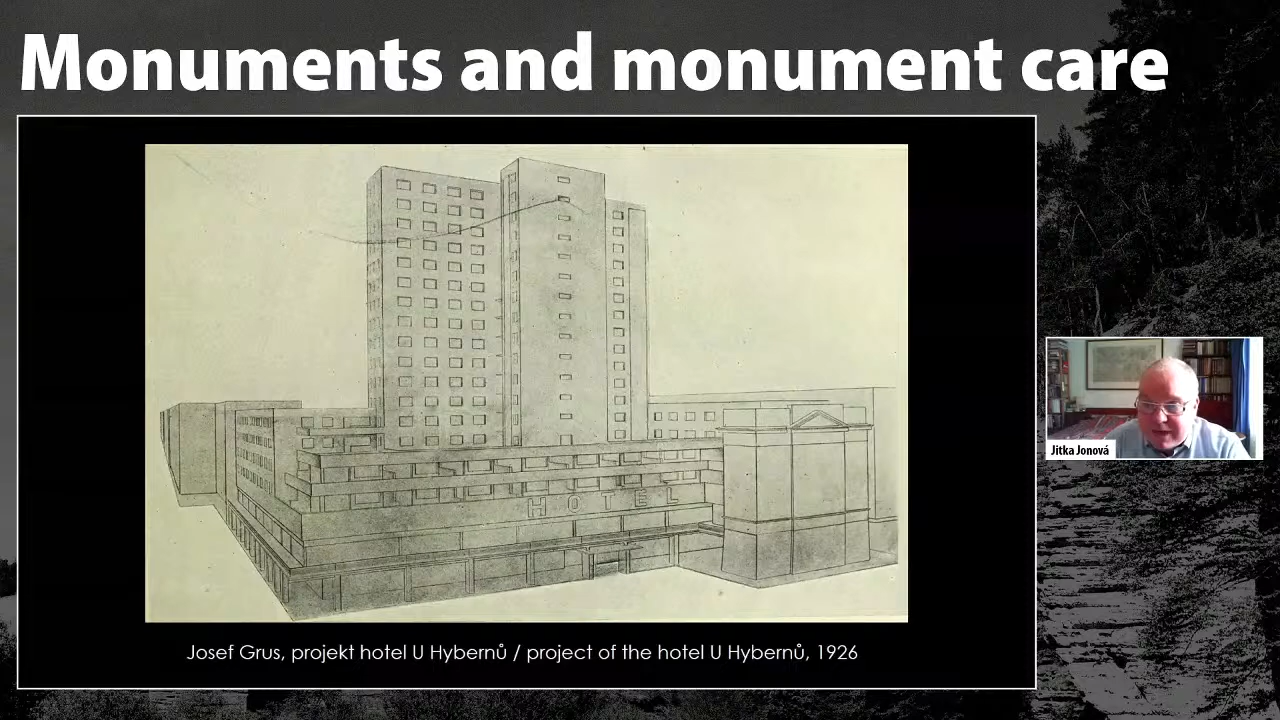 Monuments and monument care
HOTEL
Jitka Jonová
Josef Grus, projekt hotel U Hybernů / project of the hotel U Hybernů, 1926